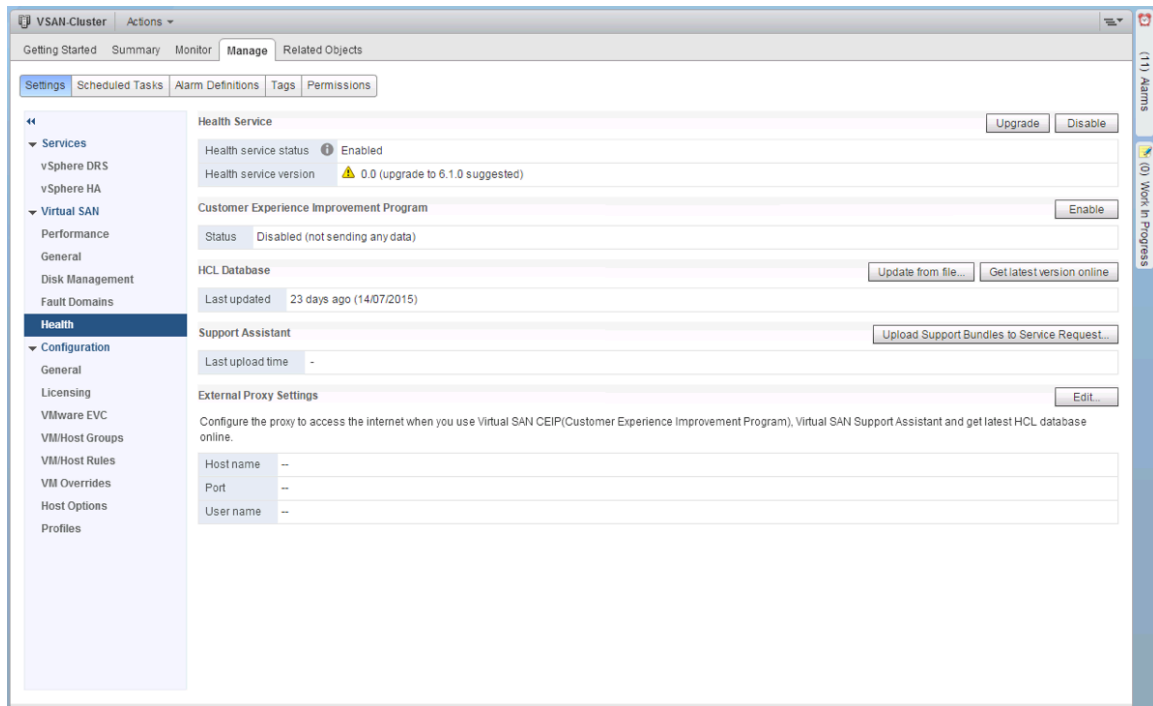 VSAN-Cluster Actions
Getting Started Summary Monitor Manage Related Objects
Settings Scheduled Tasks Alarm Definitions Tags Permissions
Services
vSphere DRS
vSphere HA
Virtual SAN
Performance
General
Disk Management
Fault Domains
Health
Configuration
General
Licensing
VMware EVC
VM/Host Groups
VM/Host Rules
VM Overrides
Host Options
Profiles
Health Service Upgrade Disable
Health service status Enabled
Health service version 0.0 (upgrade to 6.1.0 suggested)
Customer Experience Improvement Program Enable
Status Disabled (not sending any data)
HCL Database Update from file... Get latest version online
Last updated 23 days ago (14/07/2015)
Support Assistant Upload Support Bundles to Service Request...
Last upload time -
External Proxy Settings Edit...
Configure the proxy to access the internet when you use Virtual SAN CEIP(Customer Experience Improvement Program), Virtual SAN Support Assistant and get latest HCL database
online.
Host name --
Port --
User name --
(11) Alarms
(0) Work In Progress